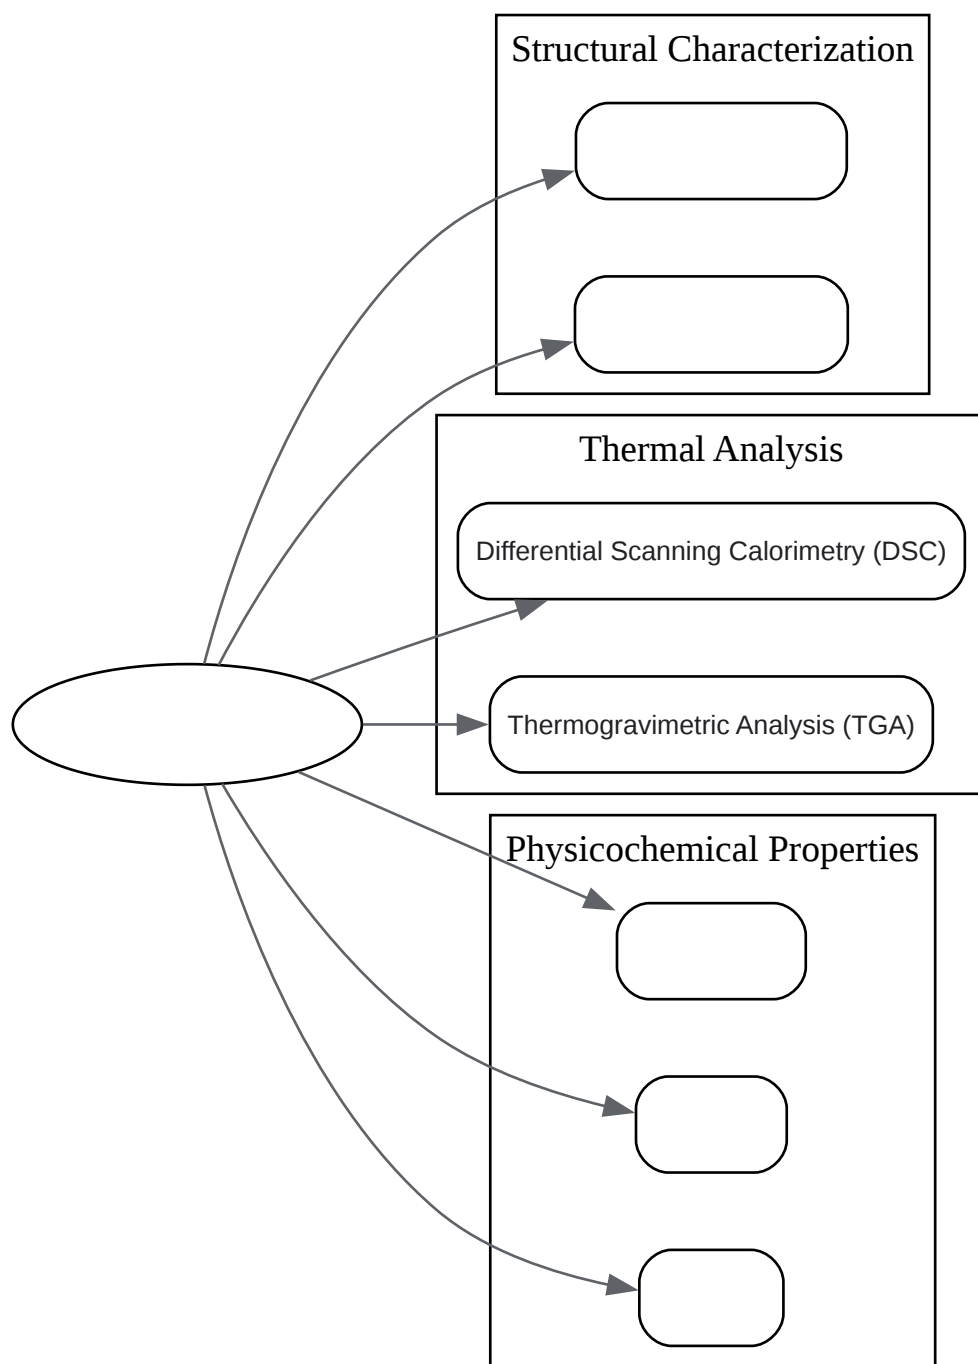 Structural Characterization
Thermal Analysis
Differential Scanning Calorimetry (DSC)
Thermogravimetric Analysis (TGA)
Physicochemical Properties